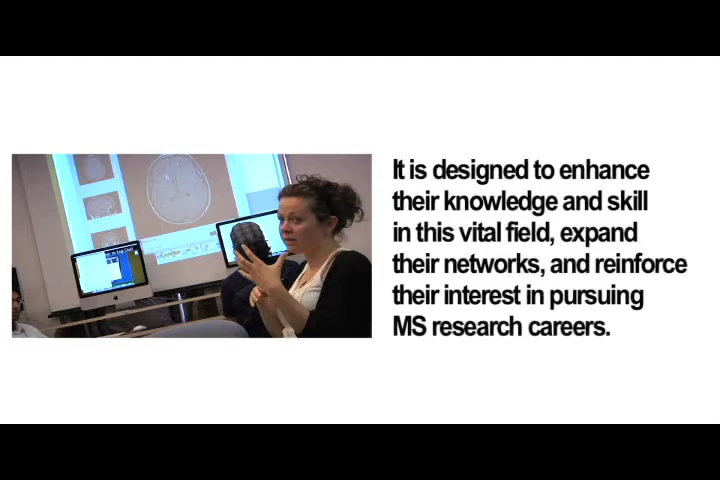 It is designed to enhance
their knowledge and skill
in this vital field, expand
their networks, and reinforce
their interest in pursuing
MS research careers.